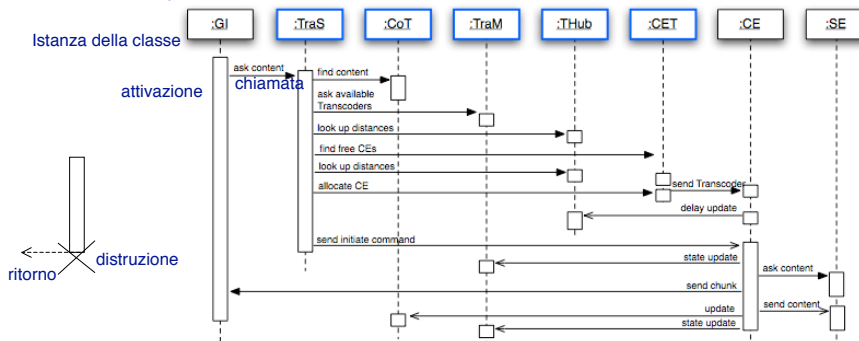 :GI :TraS :CoT :TraM :THub :CET :CE :SE
Istanza della classe
ask content
find content
chiamata
attivazione
ask available
Transcoders
look up distances
find free CEs
look up distances
send Transcoder
allocate CE
delay update
send initiate command
distruzione
state update
ritorno
ask content
send chunk
send content
update
state update